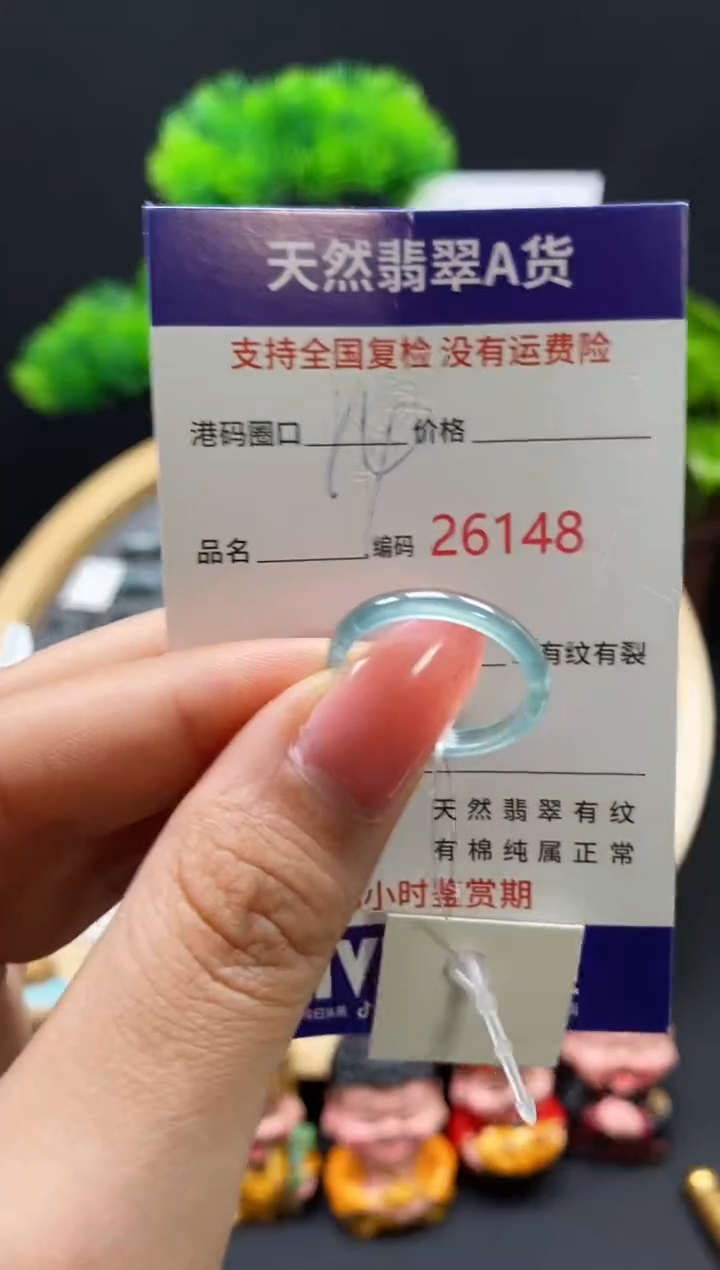 天然翡翠A货
支持全国复检 没有运费险
港码圈口 价格
品名 编码 26148
有纹有裂
天然翡翠有纹
有棉纯属正常
小时鉴赏期